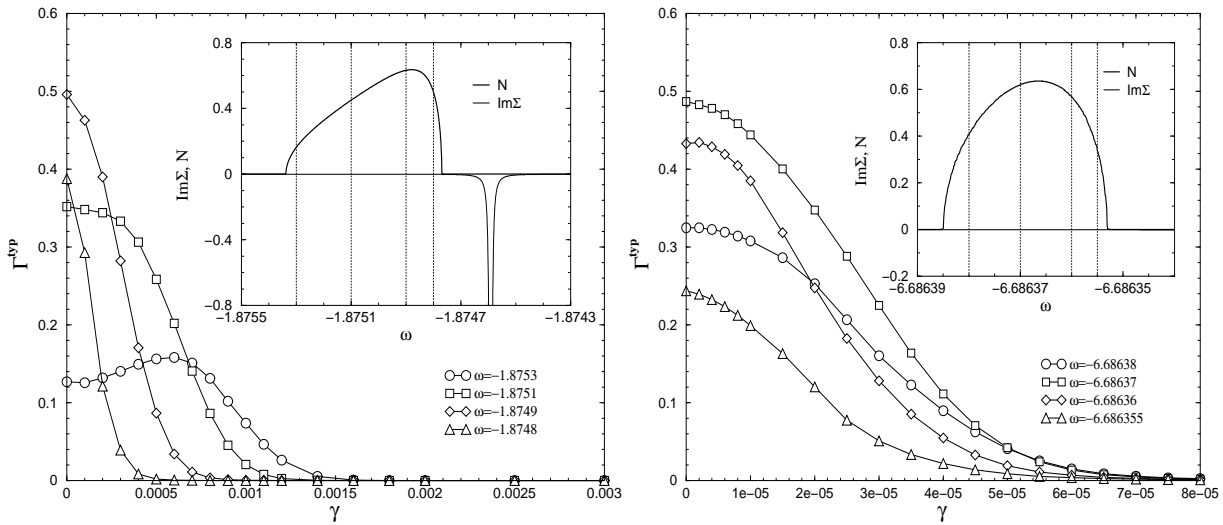 0.6
0.5
0.4
0.3
0.2
0.1
0
Γtyp
0
0.0005
0.001
0.0015
0.002
0.0025
0.003
γ
ω=−1.8753
ω=−1.8751
ω=−1.8749
ω=−1.8748
0.8
0.4
0
−0.4
−0.8
ImΣ, N
−1.8755
−1.8751
−1.8747
−1.8743
ω
N
ImΣ
0.6
0.5
0.4
0.3
0.2
0.1
0
Γtyp
0
1e−05
2e−05
3e−05
4e−05
5e−05
6e−05
7e−05
8e−05
γ
ω=−6.68638
ω=−6.68637
ω=−6.68636
ω=−6.686355
0.8
0.6
0.4
0.2
0
−0.2
ImΣ, N
−6.68639
−6.68637
−6.68635
ω
N
ImΣ